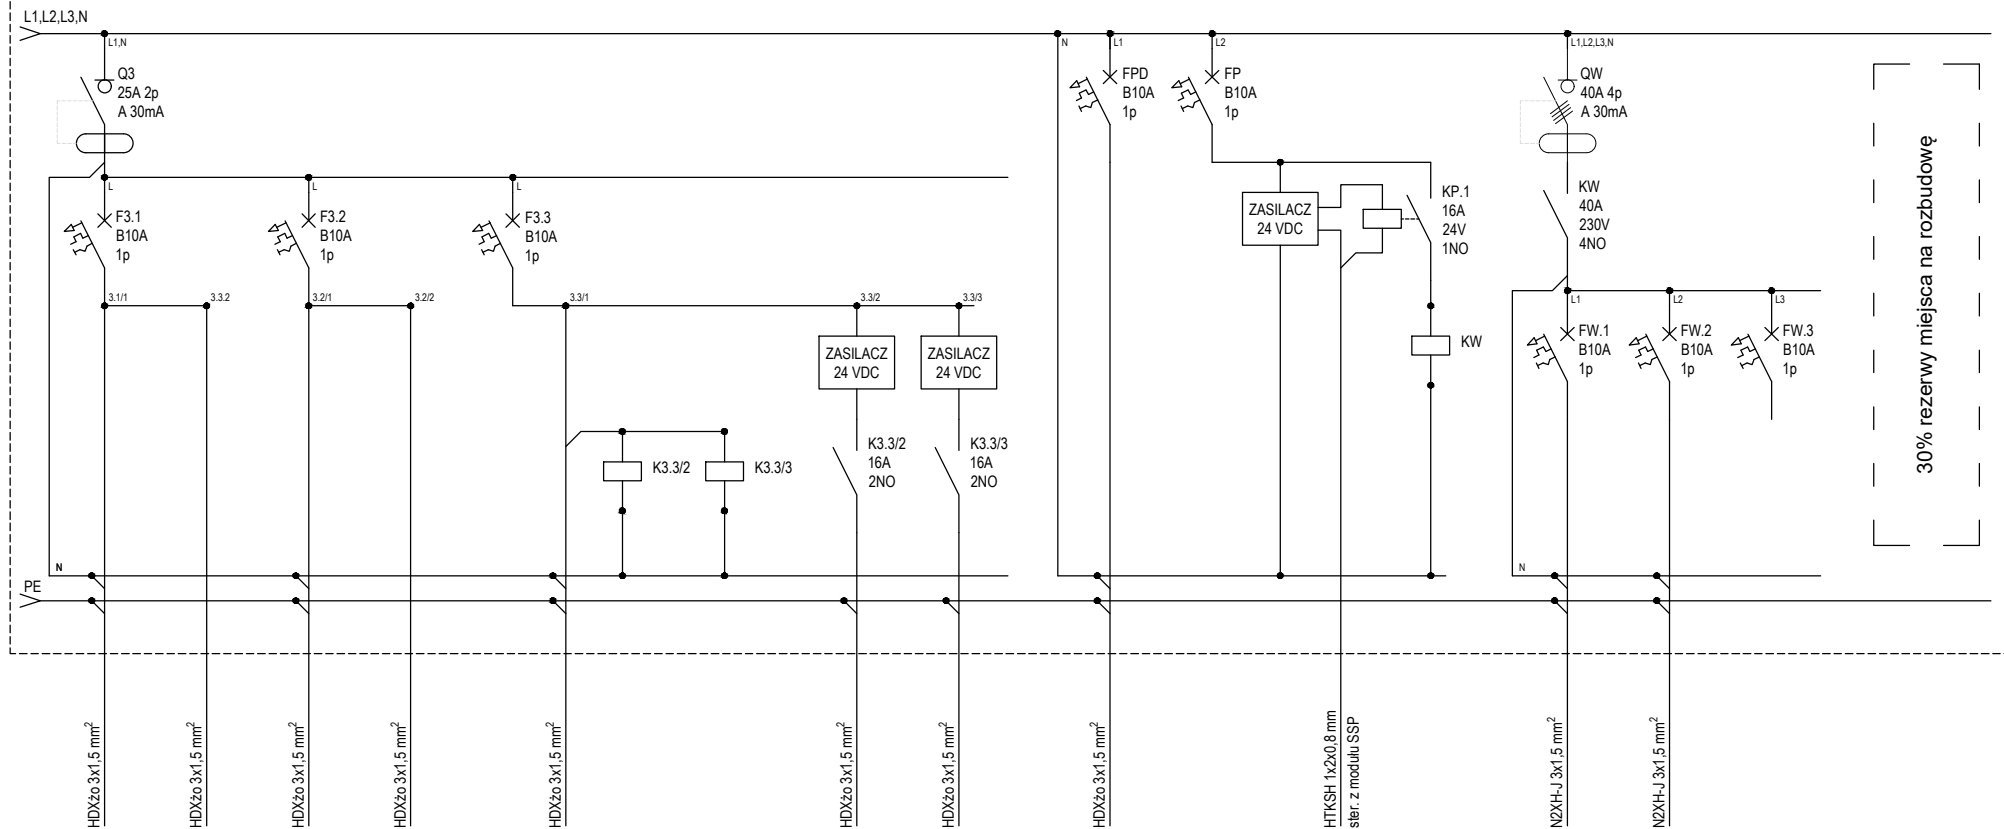 L1,L2,L3,N
L1,N
Q3
25A 2p
A 30mA
L
F3.1
B10A
1p
L
F3.2
B10A
1p
L
F3.3
B10A
1p
3.1/1
3.3.2
3.2/1
3.2/2
3.3/1
3.3/2
3.3/3
ZASILACZ
24 VDC
ZASILACZ
24 VDC
K3.3/2
K3.3/3
K3.3/2
16A
2NO
K3.3/3
16A
2NO
N
PE
N
L1
FPD
B10A
1p
L2
FP
B10A
1p
ZASILACZ
24 VDC
KP.1
16A
24V
1NO
KW
L1,L2,L3,N
QW
40A 4p
A 30mA
KW
40A
230V
4NO
L1
FW.1
B10A
1p
L2
FW.2
B10A
1p
L3
FW.3
B10A
1p
N
30% rezerwy miejsca na rozbudowę
HDXżo 3x1,5 mm²
HDXżo 3x1,5 mm²
HDXżo 3x1,5 mm²
HDXżo 3x1,5 mm²
HDXżo 3x1,5 mm²
HDXżo 3x1,5 mm²
HDXżo 3x1,5 mm²
HDXżo 3x1,5 mm²
HTKSH 1x2x0,8 mm
ster. z modułu SSP
N2XH-J 3x1,5 mm²
N2XH-J 3x1,5 mm²